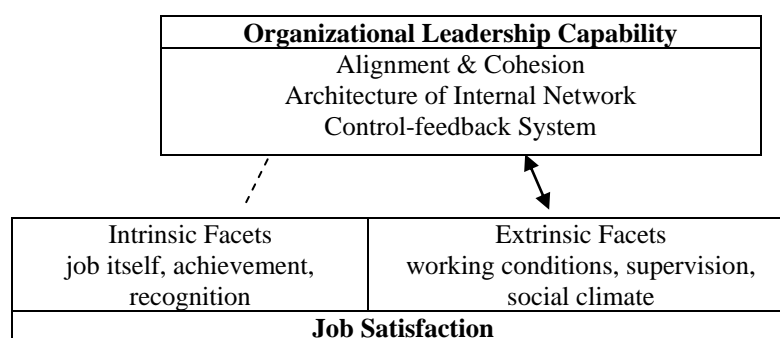 Organizational Leadership Capability
Alignment & Cohesion
Architecture of Internal Network
Control-feedback System
Intrinsic Facets
job itself, achievement,
recognition
Extrinsic Facets
working conditions, supervision,
social climate
Job Satisfaction